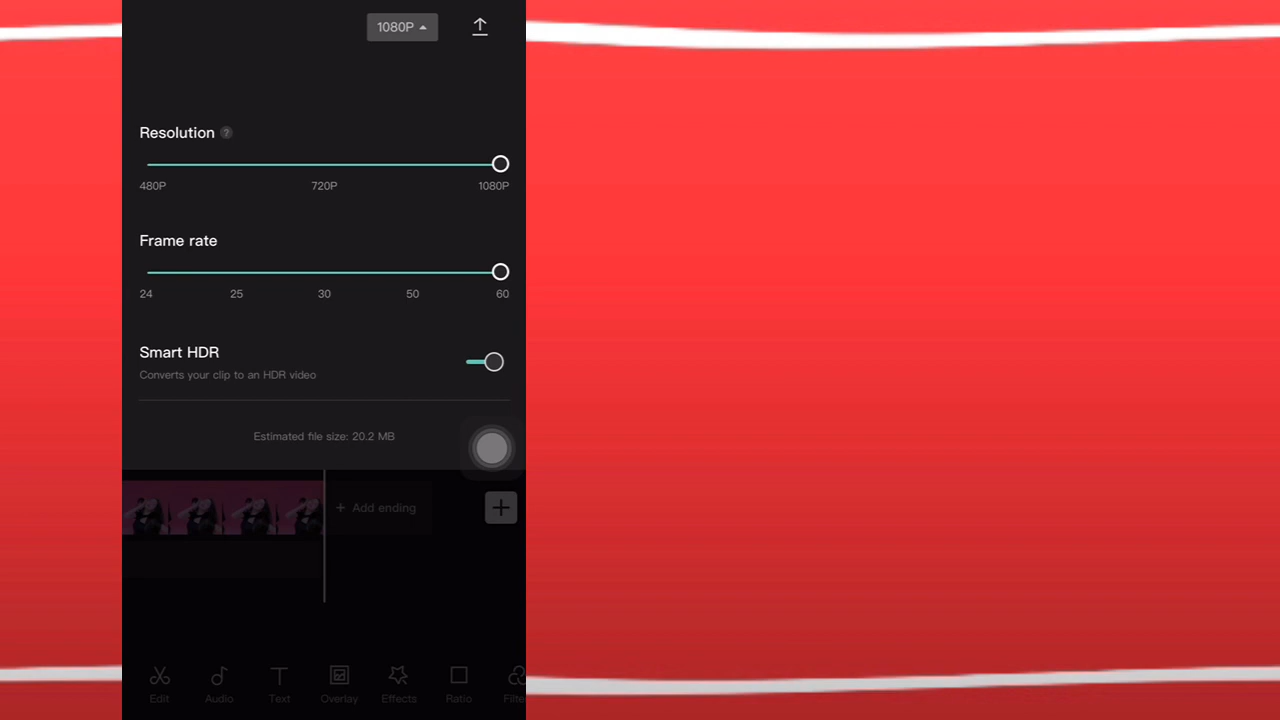 1080P
Resolution ?
480P 720P 1080P
Frame rate
24 25 30 50 60
Smart HDR
Converts your clip to an HDR video
Estimated file size: 20.2 MB
+ Add ending
Edit Audio Text Overlay Effects Ratio Filte